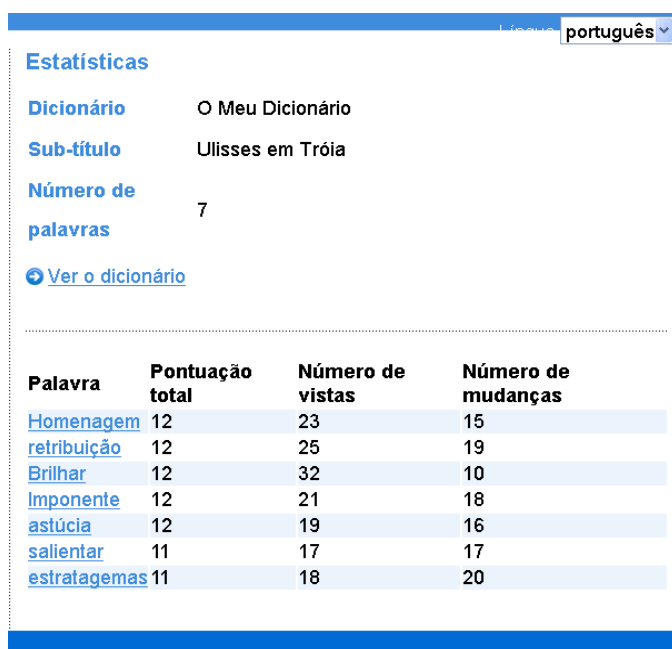 Língua português
Estatísticas
Dicionário O Meu Dicionário
Sub-título Ulisses em Tróia
Número de
palavras
7
Ver o dicionário
Palavra Pontuação total Número de vistas Número de mudanças
Homenagem 12 23 15
retribuição 12 25 19
Brilhar 12 32 10
Imponente 12 21 18
astúcia 12 19 16
salientar 11 17 17
estratagemas 11 18 20